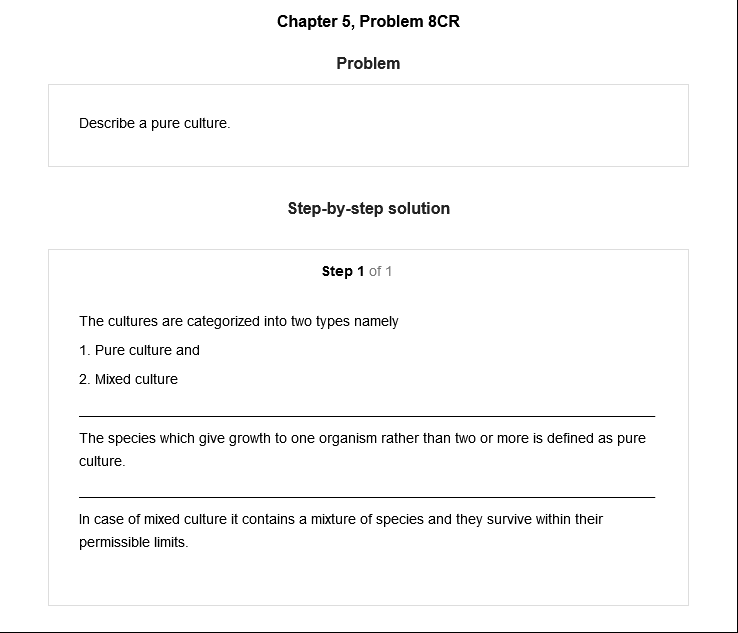 Chapter 5, Problem 8CR
Problem
Describe a pure culture.
Step-by-step solution
Step 1 of 1
The cultures are categorized into two types namely
1. Pure culture and
2. Mixed culture
The species which give growth to one organism rather than two or more is defined as pure
culture.
In case of mixed culture it contains a mixture of species and they survive within their
permissible limits.